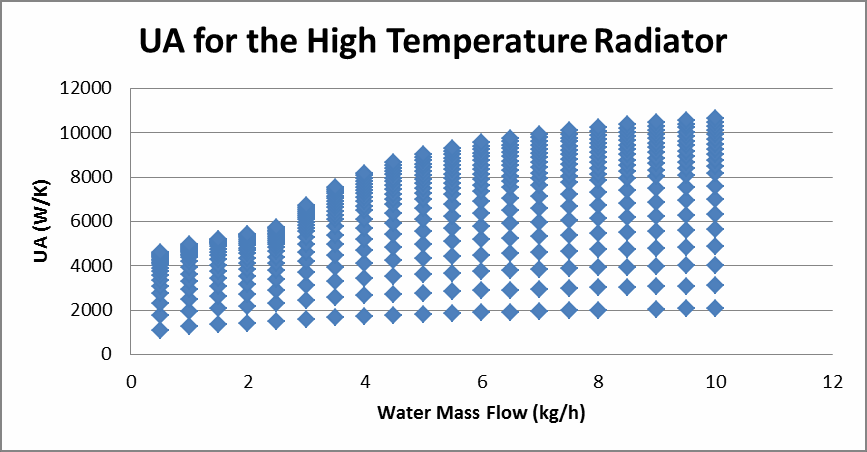 UA for the High Temperature Radiator
12000
10000
8000
6000
4000
2000
0
UA (W/K)
0 2 4 6 8 10 12
Water Mass Flow (kg/h)